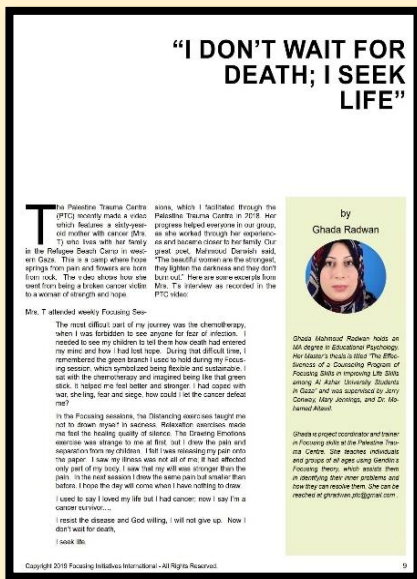 “I DON’T WAIT FOR
DEATH; I SEEK
LIFE”
The Palestine Trauma Centre
(PTC) recently made a video
which features a sixty-year-
old mother with cancer (Mrs.
T) who lives with her family
in the Refugee Beach Camp in west-
ern Gaza. This is a camp where hope
springs from pain and flowers are born
from rock. The video shows how she
went from being a broken cancer victim
to a woman of strength and hope.
Mrs. T attended weekly Focusing Ses-
sions, which I facilitated through the
Palestine Trauma Centre in 2018. Her
progress helped everyone in our group,
as she worked through her experienc-
es and became closer to her family. Our
great poet, Mahmoud Darwish said,
“The beautiful women are the strongest,
they lighten the darkness and they don’t
burn out.” Here are some excerpts from
Mrs. T’s interview as recorded in the
PTC video:
The most difficult part of my journey was the chemotherapy,
when I was forbidden to see anyone for fear of infection. I
needed to see my children to tell them how death had entered
my mind and how I had lost hope. During that difficult time, I
remembered the green branch I used to hold during my Focus-
ing session, which symbolized being flexible and sustainable. I
sat with the chemotherapy and imagined being like that green
stick. It helped me feel better and stronger. I had coped with
war, shelling, fear and siege, how could I let the cancer defeat
me?
In the Focusing sessions, the Distancing exercises taught me
not to drown myself in sadness. Relaxation exercises made
me feel the healing quality of silence. The Drawing Emotions
exercise was strange to me at first, but I drew the pain and
separation from my children. I felt I was releasing my pain onto
the paper. I saw my illness was not all of me; it had affected
only part of my body. I saw that my will was stronger than the
pain. In the next session I drew the same pain but smaller than
before. I hope the day will come when I have nothing to draw.
I used to say I loved my life but I had cancer; now I say I’m a
cancer survivor....
I resist the disease and God willing, I will not give up. Now I
don’t wait for death,
I seek life.
by
Ghada Radwan
Ghada Mahmoud Radwan holds an
MA degree in Educational Psychology.
Her Master’s thesis is titled “The Effec-
tiveness of a Counseling Program of
Focusing Skills in Improving Life Skills
among Al Azhar University Students
in Gaza” and was supervised by Jerry
Conway, Mary Jennings, and Dr. Mo-
hamed
Ghada is project coordinator and trainer
in Focusing Skills at the Palestine Trau-
ma Centre. She teaches individuals
and groups of all ages using Gendlin’s
Focusing theory, which assists them
in identifying their inner problems and
how they can resolve them. She can be
reached at ghradwan.ptc@gmail.com.
Copyright 2019 Focusing Initiatives International - All Rights Reserved.
9